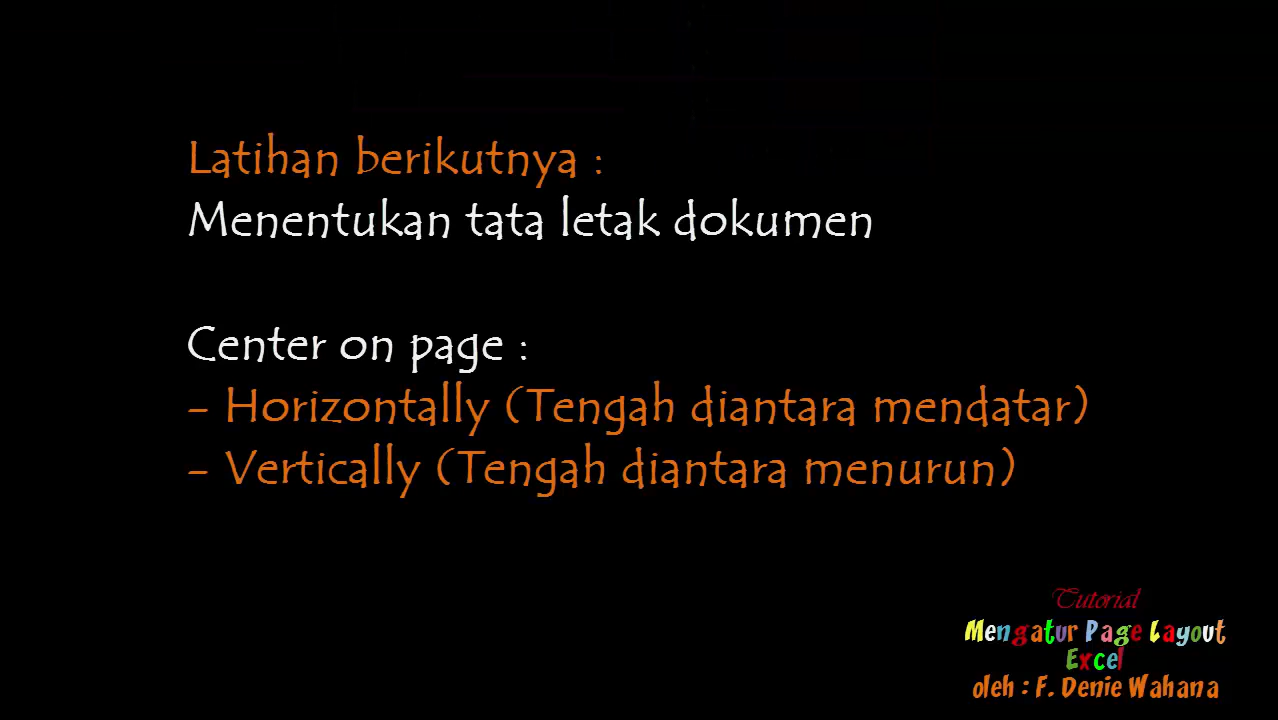 Latihan berikutnya :
Menentukan tata letak dokumen
Center on page :
- Horizontally (Tengah diantara mendatar)
- Vertically (Tengah diantara menurun)
Tutorial
Mengatur Page Layout
Excel
oleh : F. Denie Wahana